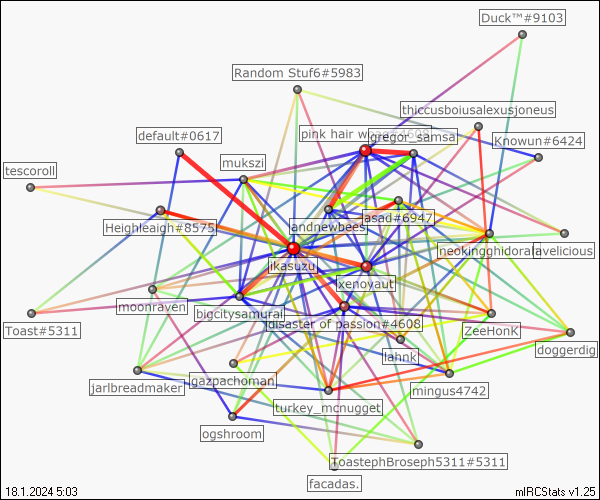 Duck™#9103
Random Stuf6#5983
thiccusboiusalexusjoneus
default#0617
pink hair w
gregor_samsa
Knowun#6424
mukszi
tescoroll
andnewbees
asad#6947
Heighleaigh#8575
neokingghidorah
avelicious
ikasuzu
xenoyaut
moonraven
bigcitysamurai
Toast#5311
disaster of passion#4608
ZeeHonK
lahnk
doggerdig
jarlbreadmaker
gazpachoman
mingus4742
turkey_mcnugget
ogshroom
ToastephBroseph5311#5311
facadas.
18.1.2024 5:03
mIRCStats v1.25